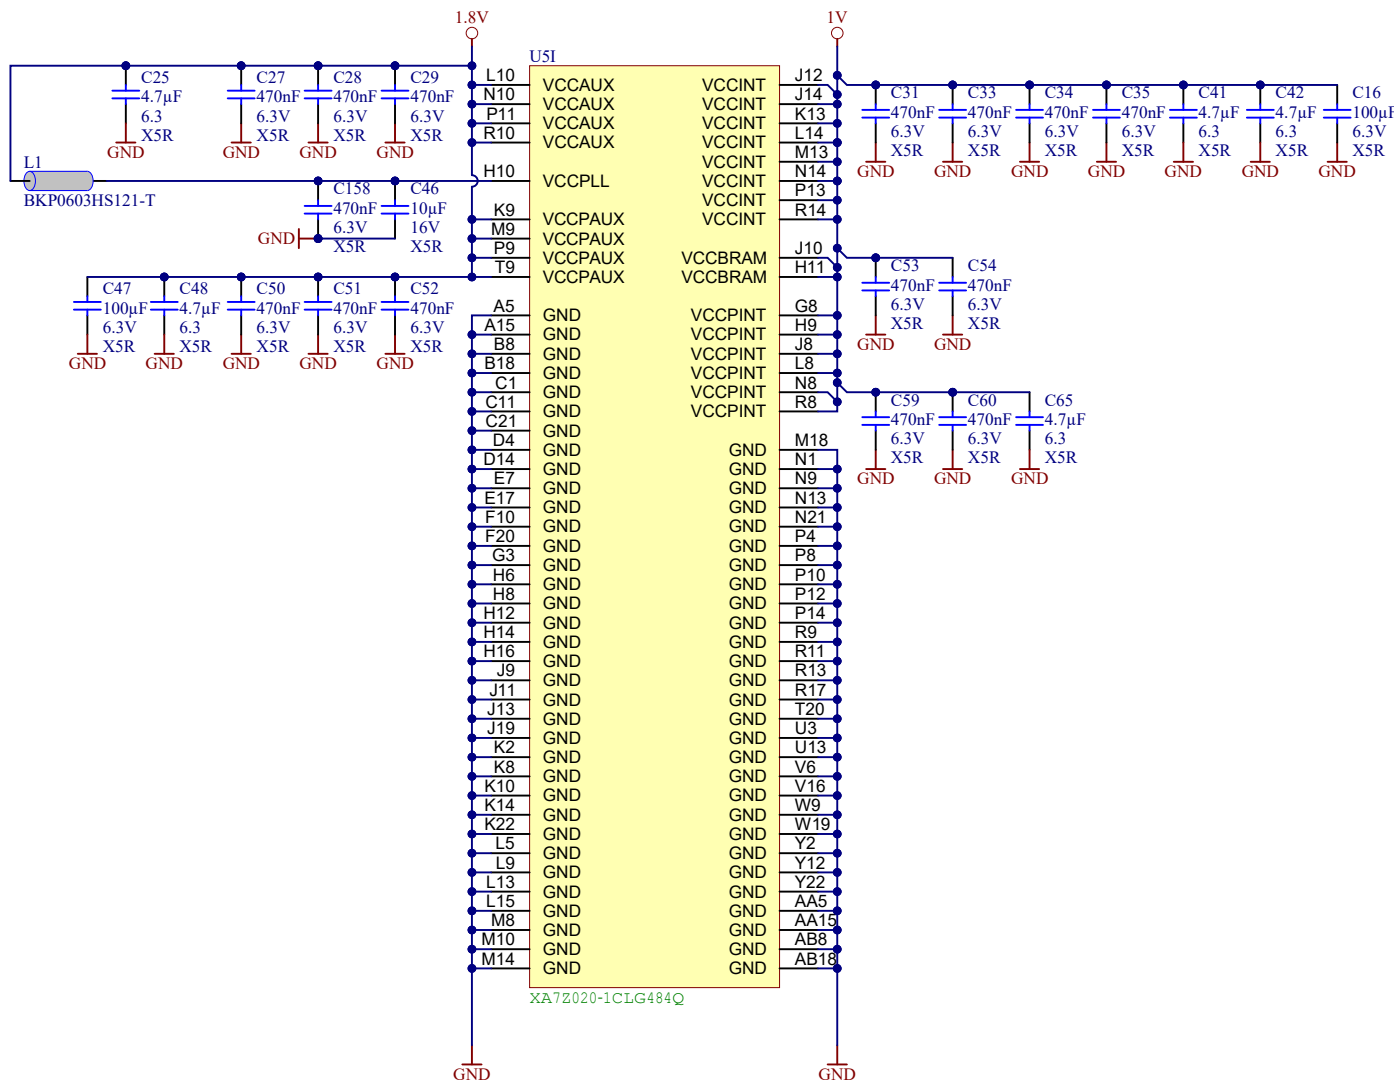 1.8V
1V
U5I
C25
4.7µF
6.3
X5R
GND
C27
470nF
6.3V
X5R
GND
C28
470nF
6.3V
X5R
GND
C29
470nF
6.3V
X5R
GND
L1
BKP0603HS121-T
C158
470nF
6.3V
X5R
C46
10µF
16V
X5R
GND
C47
100µF
6.3V
X5R
GND
C48
4.7µF
6.3
X5R
GND
C50
470nF
6.3V
X5R
GND
C51
470nF
6.3V
X5R
GND
C52
470nF
6.3V
X5R
GND
L10 VCCAUX
N10 VCCAUX
P11 VCCAUX
R10 VCCAUX
H10 VCCPLL
K9 VCCPAUX
M9 VCCPAUX
P9 VCCPAUX
T9 VCCPAUX
A5 GND
A15 GND
B8 GND
B18 GND
C1 GND
C11 GND
C21 GND
D4 GND
D14 GND
E7 GND
E17 GND
F10 GND
F20 GND
G3 GND
H6 GND
H8 GND
H12 GND
H14 GND
H16 GND
J9 GND
J11 GND
J13 GND
J19 GND
K2 GND
K8 GND
K10 GND
K14 GND
K22 GND
L5 GND
L9 GND
L13 GND
L15 GND
M8 GND
M10 GND
M14 GND
VCCINT J12
VCCINT J14
VCCINT K13
VCCINT L14
VCCINT M13
VCCINT N14
VCCINT P13
VCCINT R14
VCCBRAM J10
VCCBRAM H11
VCCPINT G8
VCCPINT H9
VCCPINT J8
VCCPINT L8
VCCPINT N8
VCCPINT R8
GND M18
GND N1
GND N9
GND N13
GND N21
GND P4
GND P8
GND P10
GND P12
GND P14
GND R9
GND R11
GND R13
GND R17
GND T20
GND U3
GND U13
GND V6
GND V16
GND W9
GND W19
GND Y2
GND Y12
GND Y22
GND AA5
GND AA15
GND AB8
GND AB18
C31
470nF
6.3V
X5R
GND
C33
470nF
6.3V
X5R
GND
C34
470nF
6.3V
X5R
GND
C35
470nF
6.3V
X5R
GND
C41
4.7µF
6.3
X5R
GND
C42
4.7µF
6.3
X5R
GND
C16
100µF
6.3V
X5R
GND
C53
470nF
6.3V
X5R
GND
C54
470nF
6.3V
X5R
GND
C59
470nF
6.3V
X5R
GND
C60
470nF
6.3V
X5R
GND
C65
4.7µF
6.3
X5R
GND
XA7Z020-1CLG484Q
GND
GND